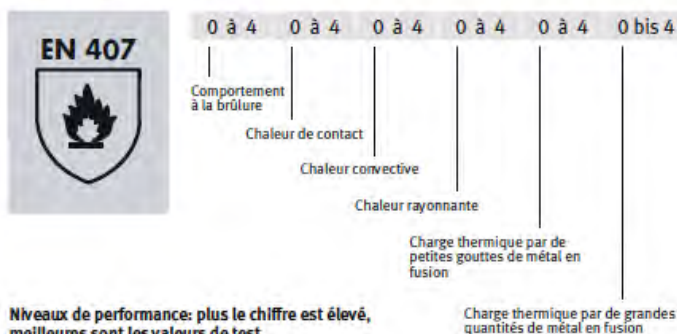 0 à 4 0 à 4 0 à 4 0 à 4 0 à 4 0 bis 4
EN 407
Comportement
à la brûlure
Chaleur de contact
Chaleur convective
Chaleur rayonnante
Charge thermique par de
petites gouttes de métal en
fusion
Charge thermique par de grandes
quantités de métal en fusion
Niveaux de performance: plus le chiffre est élevé,
meilleures sont les valeurs de test